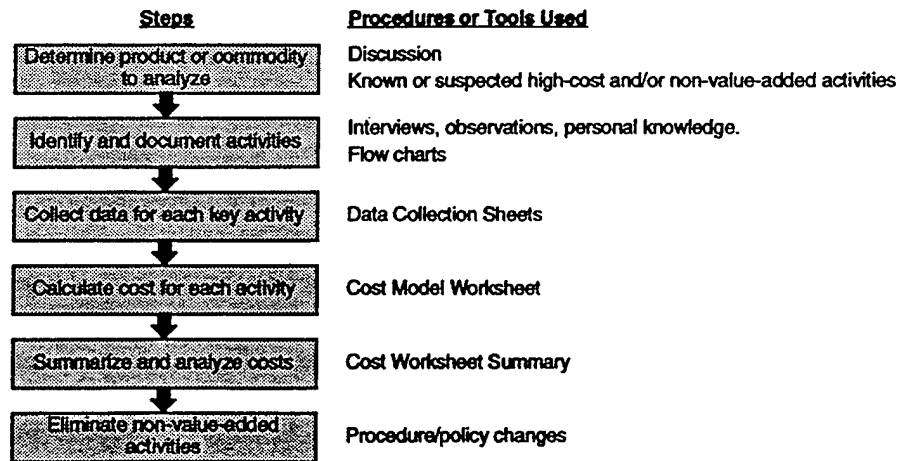 Steps
Procedures or Tools Used
Determine product or commodity
to analyze
Discussion
Known or suspected high-cost and/or non-value-added activities
Identify and document activities
Interviews, observations, personal knowledge.
Flow charts
Collect data for each key activity
Data Collection Sheets
Calculate cost for each activity
Cost Model Worksheet
Summarize and analyze costs
Cost Worksheet Summary
Eliminate non-value-added
activities
Procedure/policy changes